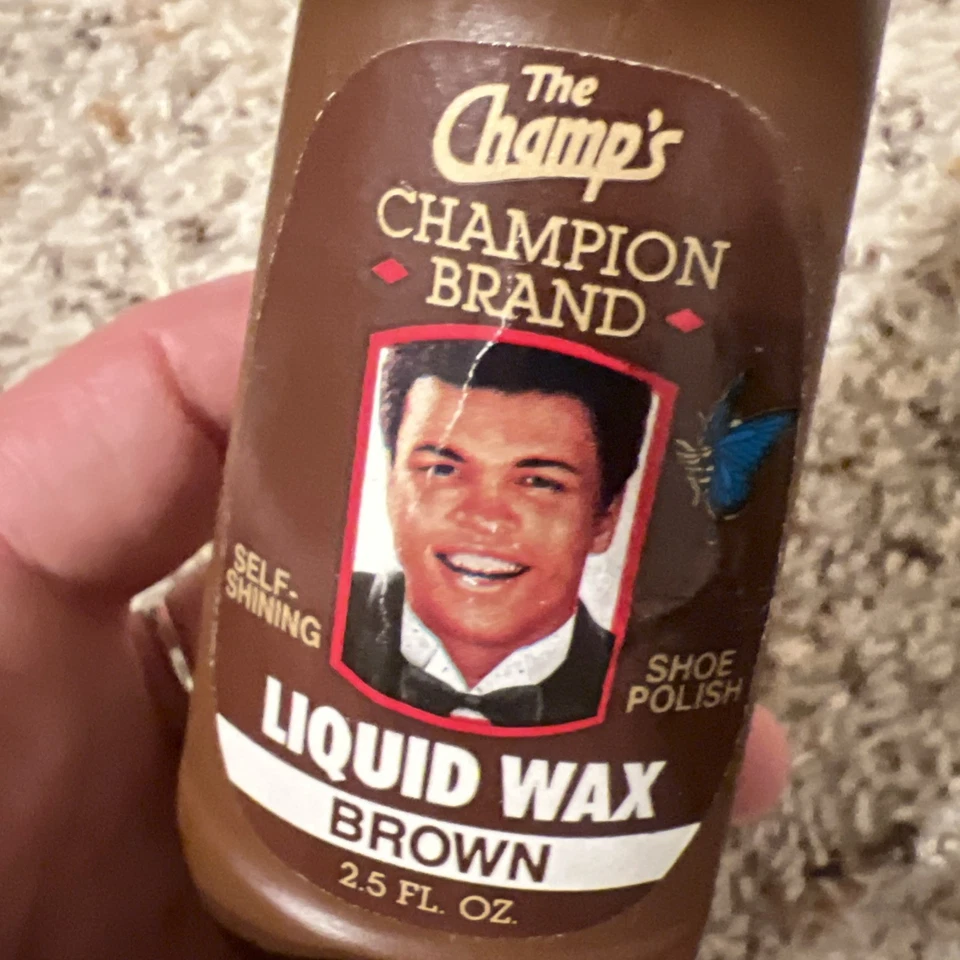 The
Champ's
CHAMPION
BRAND
SELF-
SHINING
SHOE
POLISH
LIQUID WAX
BROWN
2.5 FL. OZ.